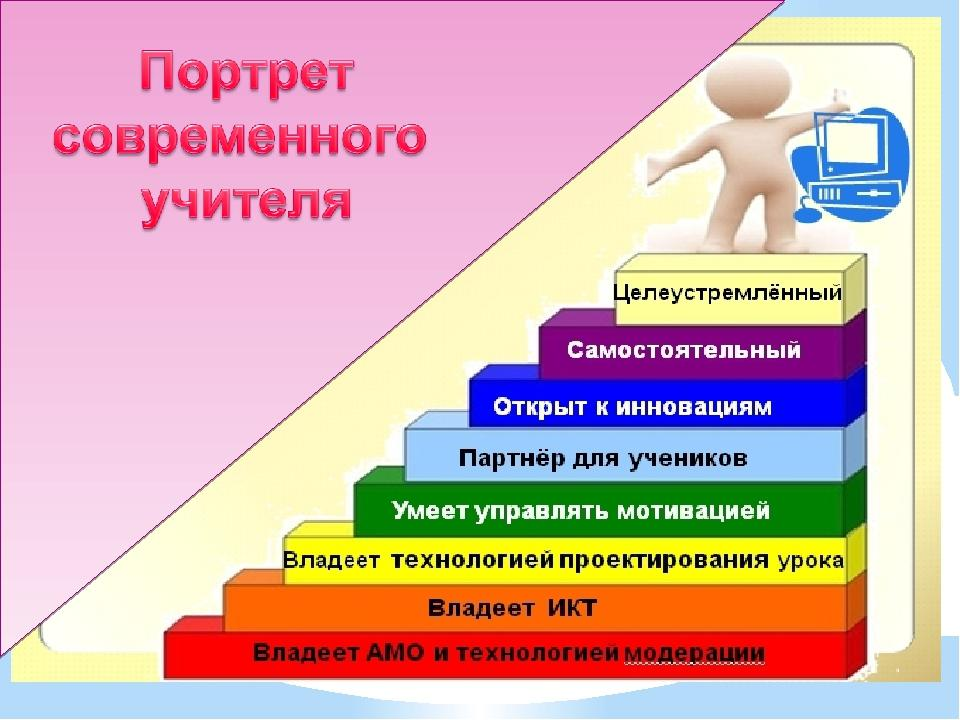 Портрет
современного
учителя
Целеустремлённый
Самостоятельный
Открыт к инновациям
Партнёр для учеников
Умеет управлять мотивацией
Владеет технологией проектирования урока
Владеет ИКТ
Владеет АМО и технологией модерации